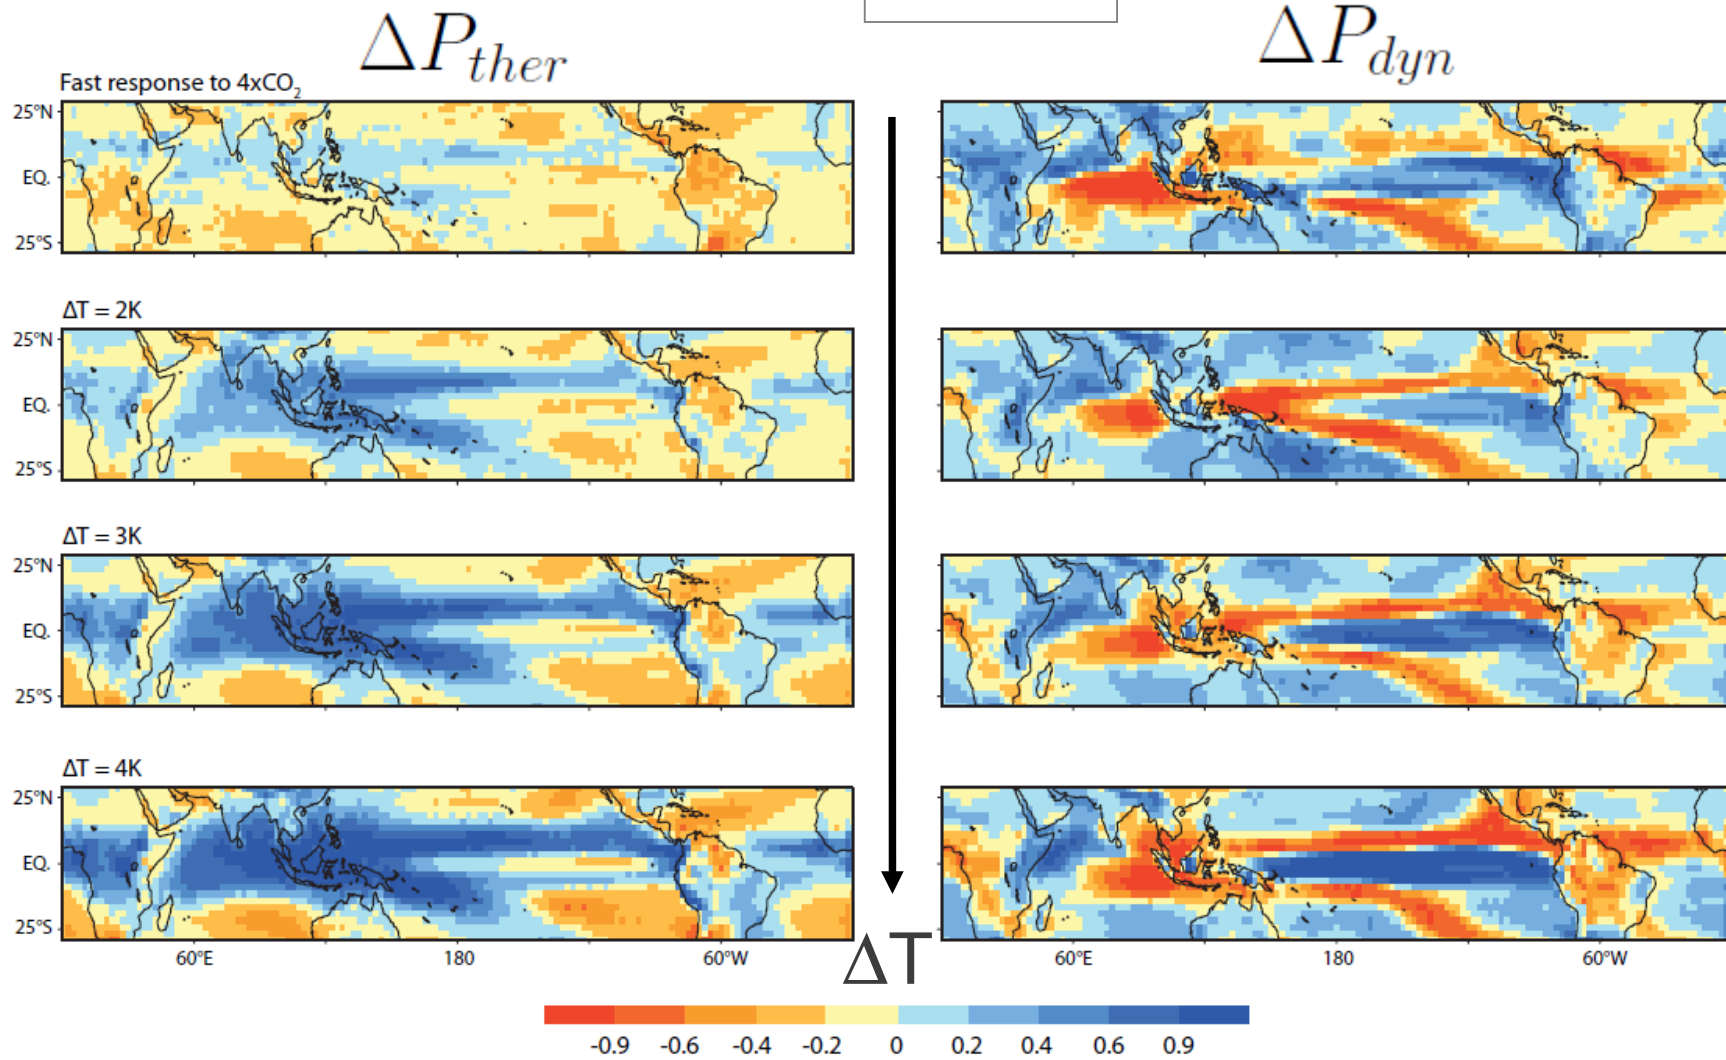 ΔP_ther
ΔP_dyn
Fast response to 4xCO₂
25°N
EQ.
25°S
ΔT = 2K
25°N
EQ.
25°S
ΔT = 3K
25°N
EQ.
25°S
ΔT = 4K
25°N
EQ.
25°S
60°E 180 60°W
ΔT
60°E 180 60°W
-0.9 -0.6 -0.4 -0.2 0 0.2 0.4 0.6 0.9